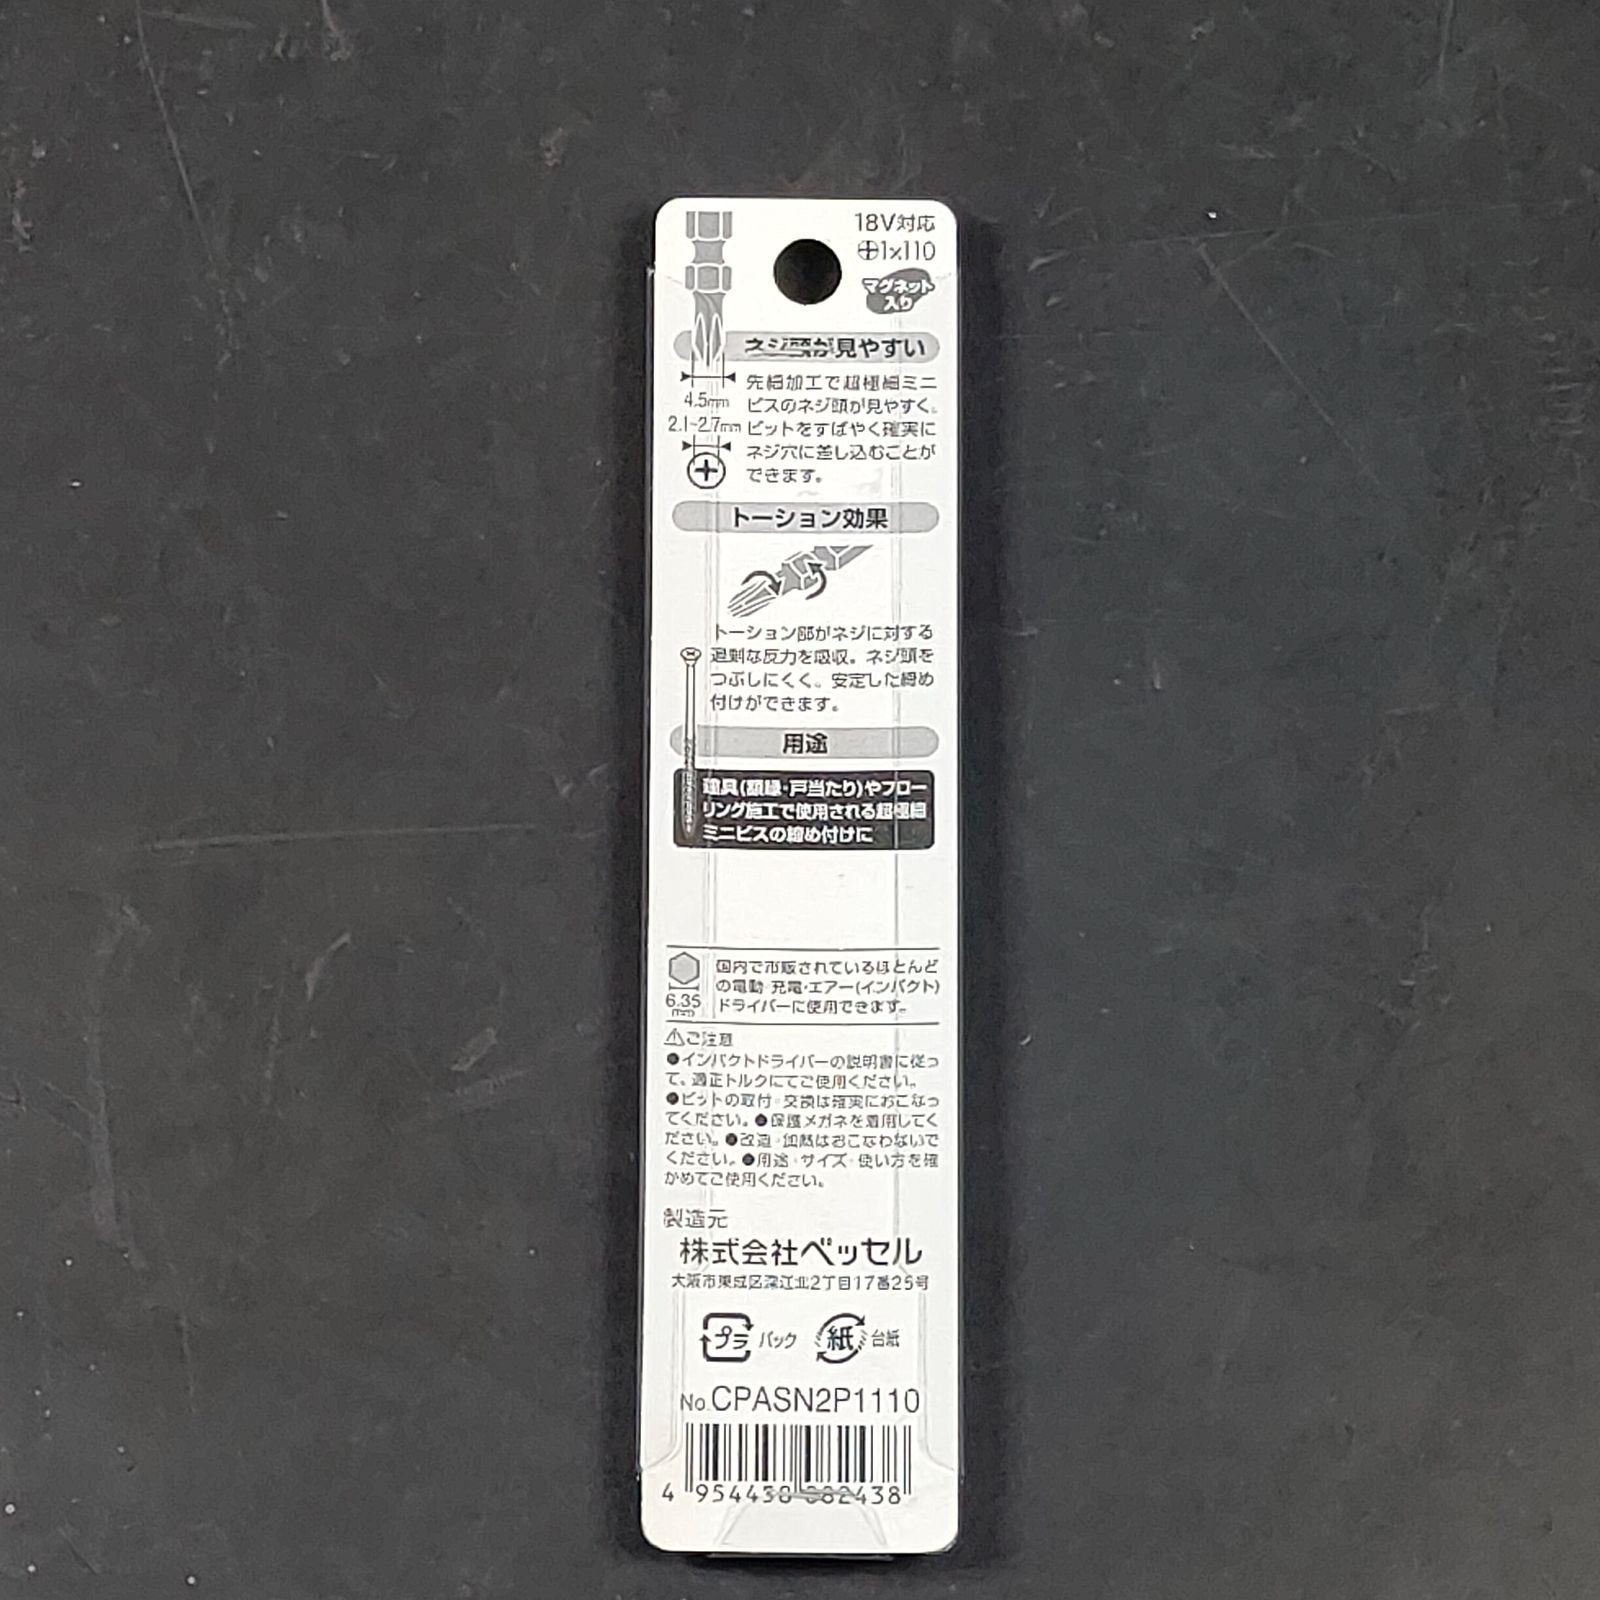 18V対応
⊕1×110
マグネット
入り
ネジ頭が見やすい
4.5mm
2.1~2.7mm
先細加工で超極細ミニ
ビスのネジ頭が見やすく。
ビットをすばやく確実に
ネジ穴に差し込むことが
できます。
トーション効果
トーション部がネジに対する
過剰な反力を吸収。ネジ頭を
つぶしにくく。安定した締め
付けができます。
用途
建具(額縁・戸当たり)やフロー
リング施工で使用される超極細
ミニビスの締め付けに
6.35
mm
国内で市販されているほとんど
の電動・充電・エアー(インパクト)
ドライバーに使用できます。
⚠ご注意
●インパクトドライバーの説明書に従っ
て、適正トルクにてご使用ください。
●ビットの取付・交換は確実におこなっ
てください。●保護メガネを着用してく
ださい。●改造・加熱はおこなわないで
ください。●用途・サイズ・使い方を確
かめてご使用ください。
製造元
株式会社ベッセル
大阪市東成区深江北2丁目17番25号
プラ パック 紙 台紙
No.CPASN2P1110
4 954438 082438